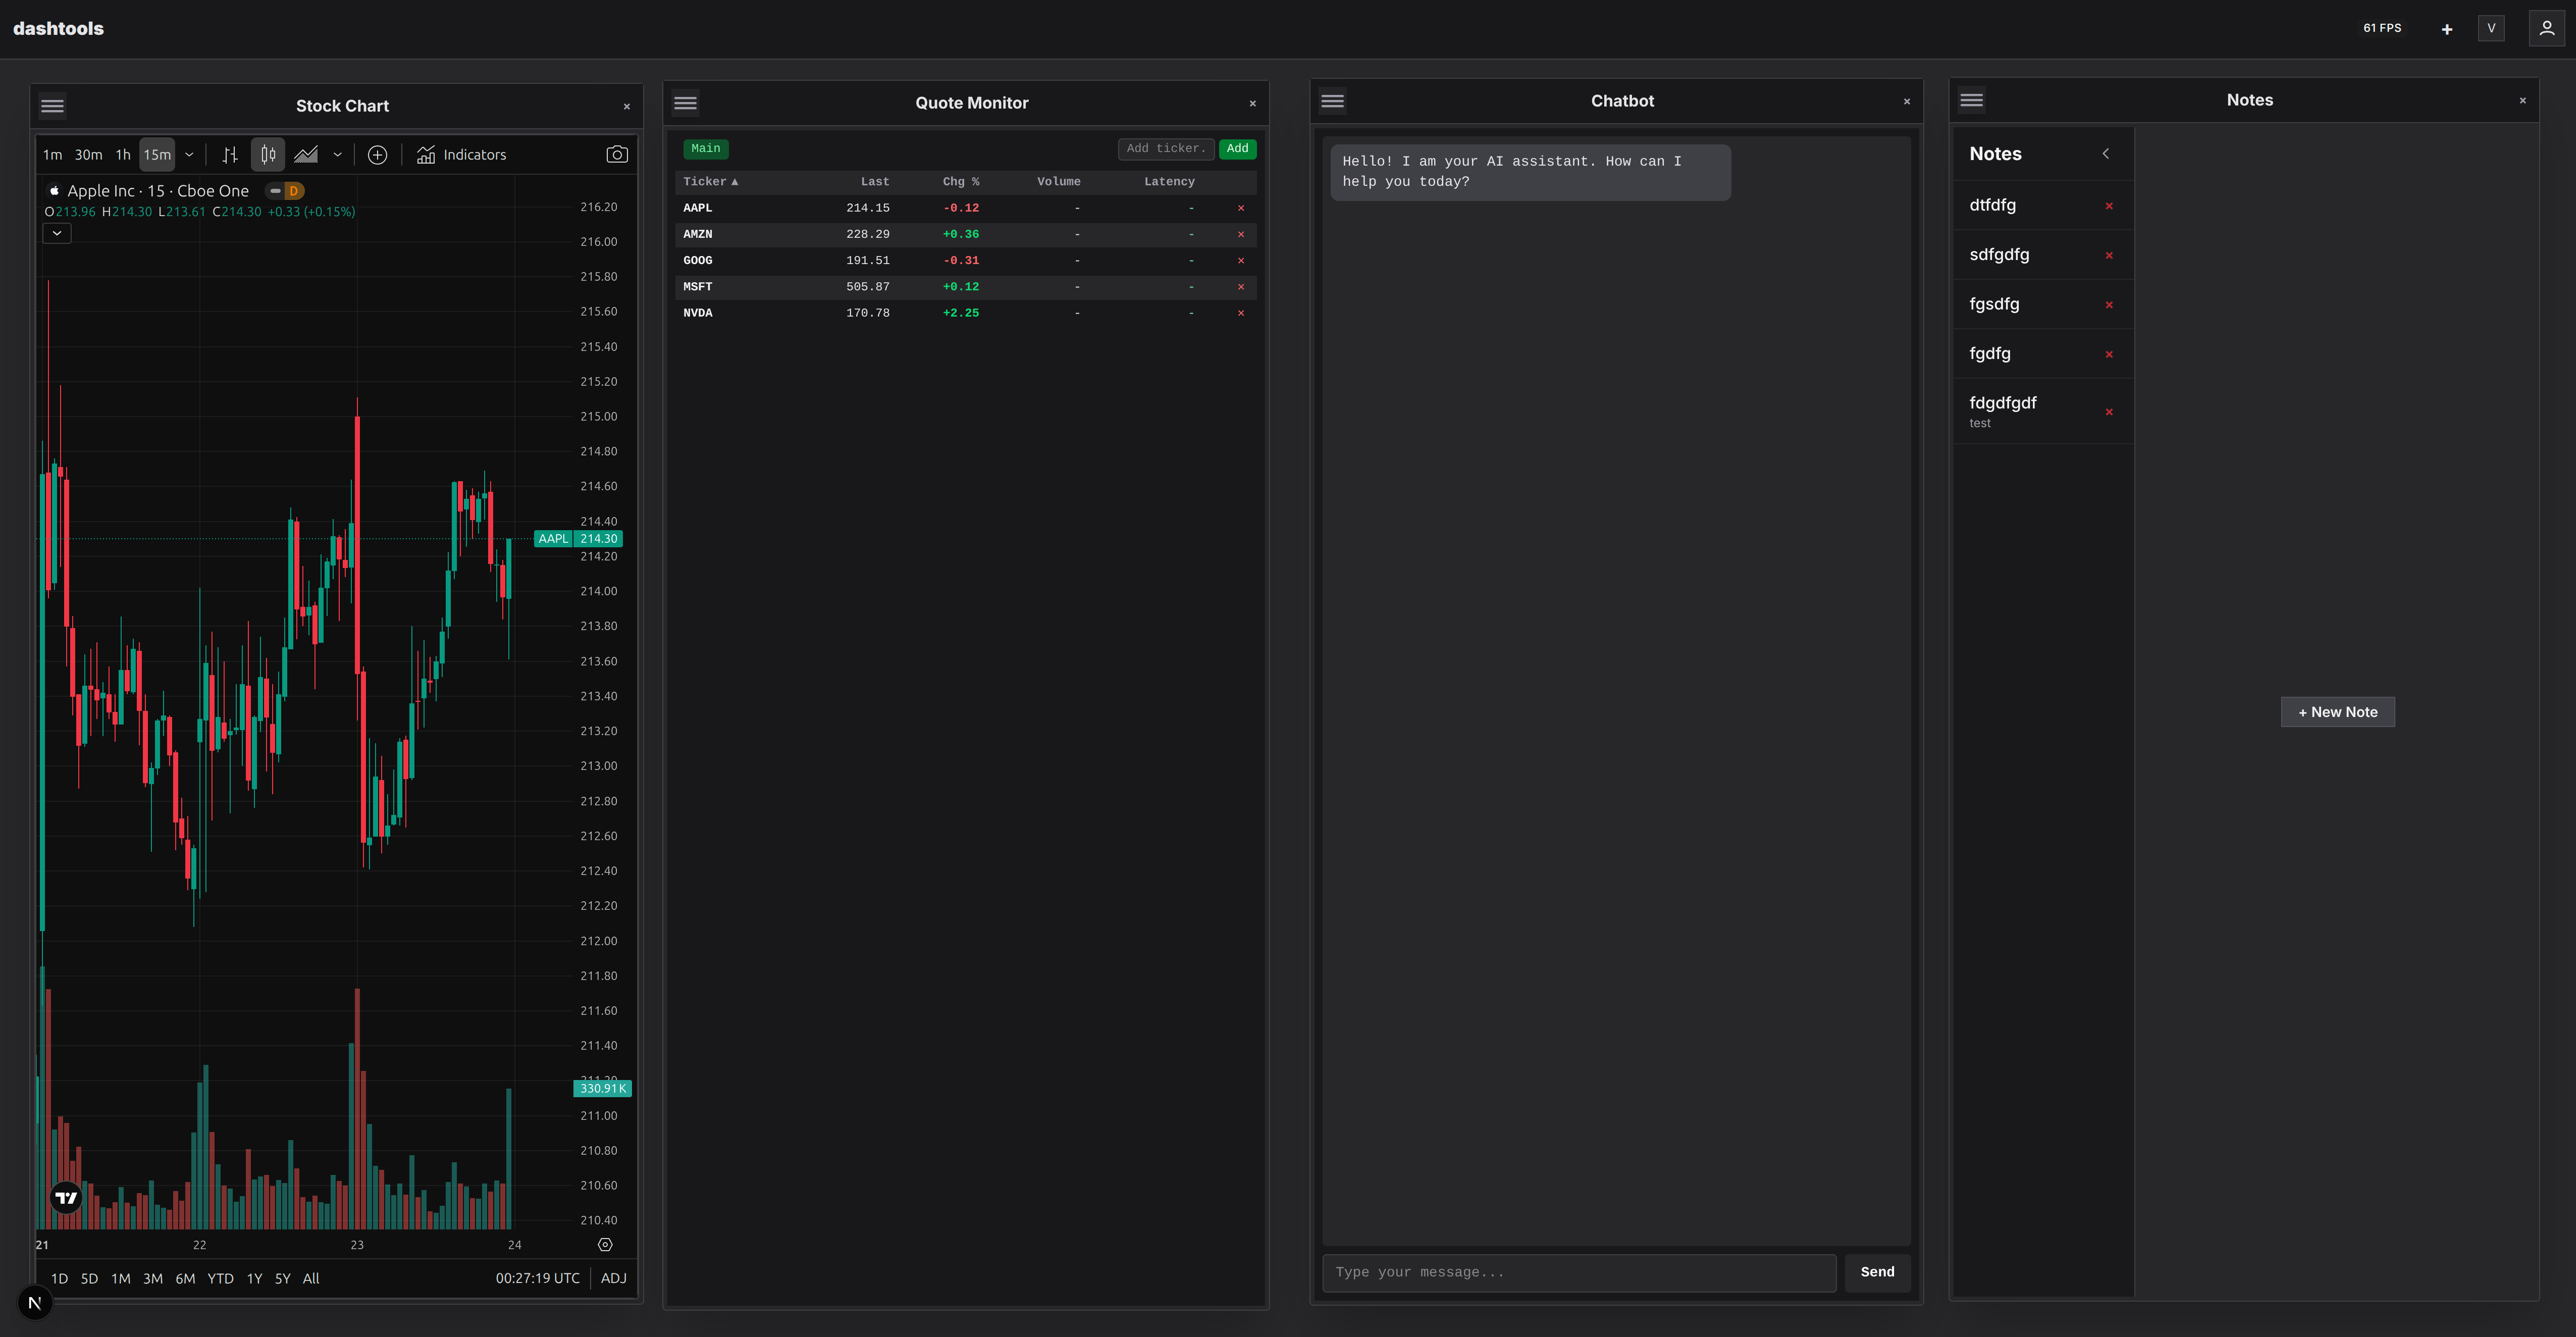 dashtools
61 FPS + V
Stock Chart ×
1m 30m 1h 15m Indicators
Apple Inc · 15 · Cboe One D
O213.96 H214.30 L213.61 C214.30 +0.33 (+0.15%)
216.20
216.00
215.80
215.60
215.40
215.20
215.00
214.80
214.60
214.40
AAPL 214.30
214.20
214.00
213.80
213.60
213.40
213.20
213.00
212.80
212.60
212.40
212.20
212.00
211.80
211.60
211.40
330.91K
211.00
210.80
210.60
210.40
21 22 23 24
1D 5D 1M 3M 6M YTD 1Y 5Y All 00:27:19 UTC ADJ
N
Quote Monitor ×
Main Add ticker. Add
Ticker ▲ Last Chg % Volume Latency
AAPL 214.15 -0.12 - - ×
AMZN 228.29 +0.36 - - ×
GOOG 191.51 -0.31 - - ×
MSFT 505.87 +0.12 - - ×
NVDA 170.78 +2.25 - - ×
Chatbot ×
Hello! I am your AI assistant. How can I
help you today?
Type your message... Send
Notes ×
Notes
dtfdfg ×
sdfgdfg ×
fgsdfg ×
fgdfg ×
fdgdfgdf ×
test
+ New Note